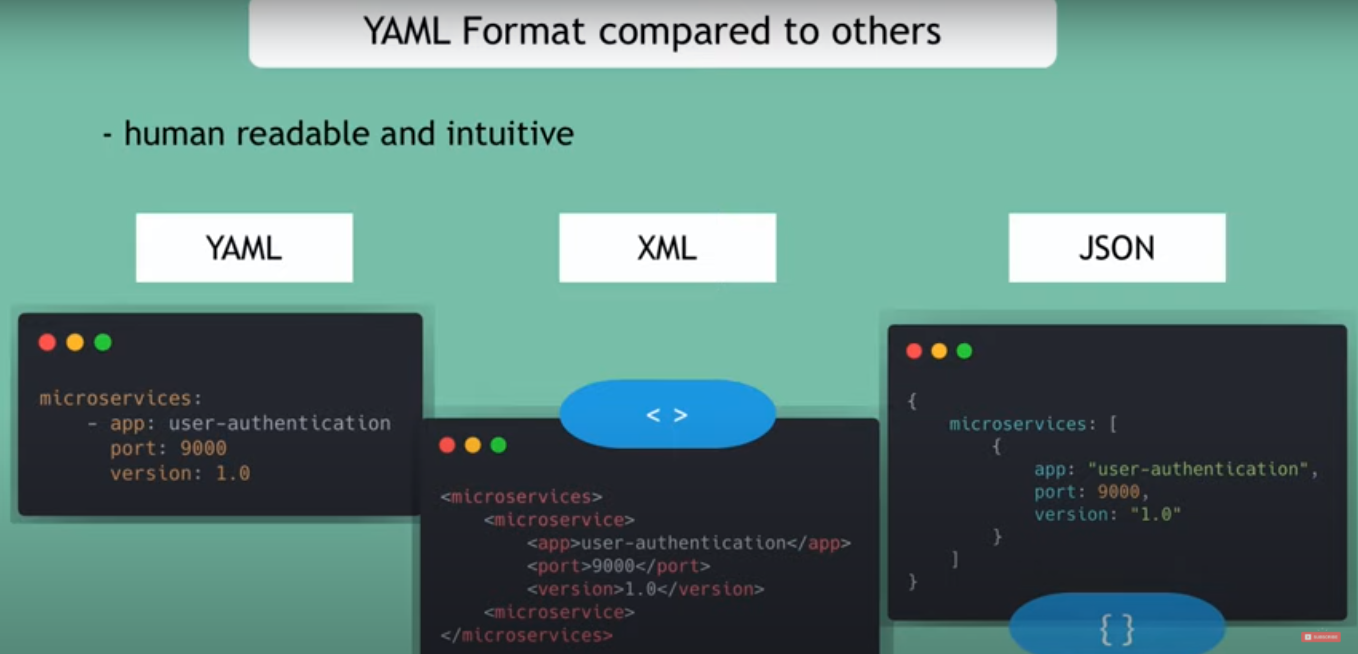 YAML Format compared to others
- human readable and intuitive
YAML
microservices:
- app: user-authentication
port: 9000
version: 1.0
XML
< >
<microservices>
<microservice>
<app>user-authentication</app>
<port>9000</port>
<version>1.0</version>
<microservice>
</microservices>
JSON
{
microservices: [
{
app: "user-authentication",
port: 9000,
version: "1.0"
}
]
}
{ }
SUBSCRIBE